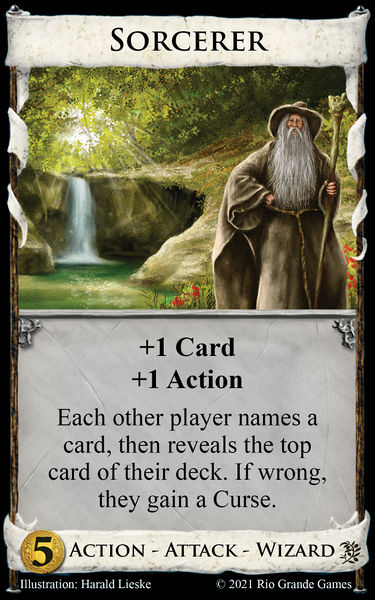 SORCERER
+1 Card
+1 Action
Each other player names a
card, then reveals the top
card of their deck. If wrong,
they gain a Curse.
5 ACTION - ATTACK - WIZARD
Illustration: Harald Lieske © 2021 Rio Grande Games